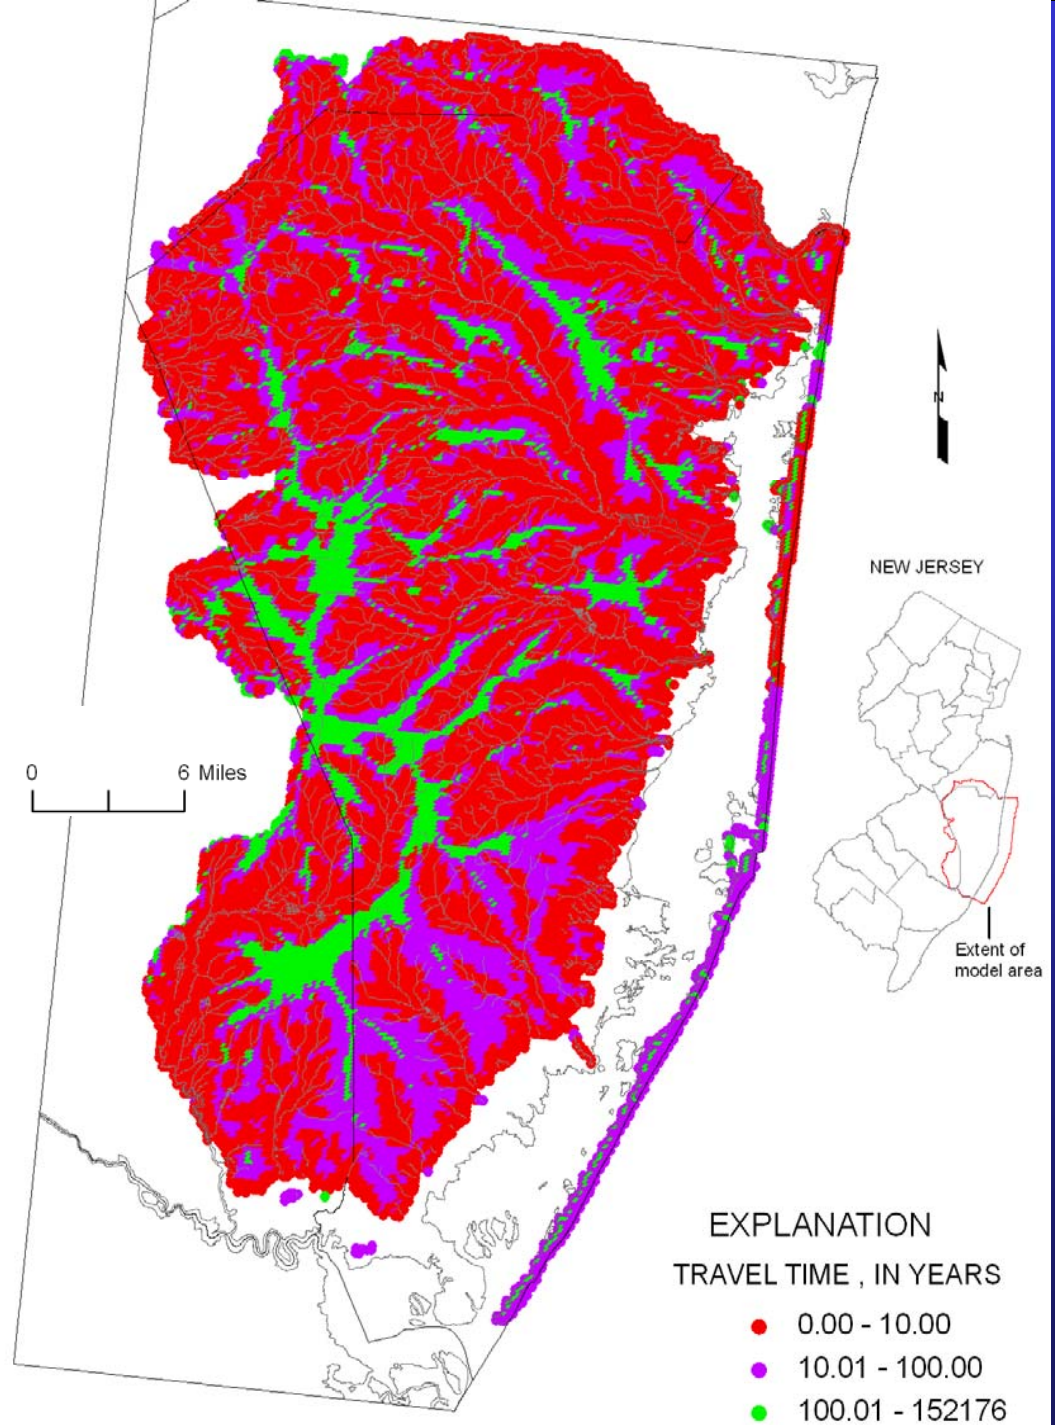 N
NEW JERSEY
0 6 Miles
Extent of
model area
EXPLANATION
TRAVEL TIME , IN YEARS
0.00 - 10.00
10.01 - 100.00
100.01 - 152176